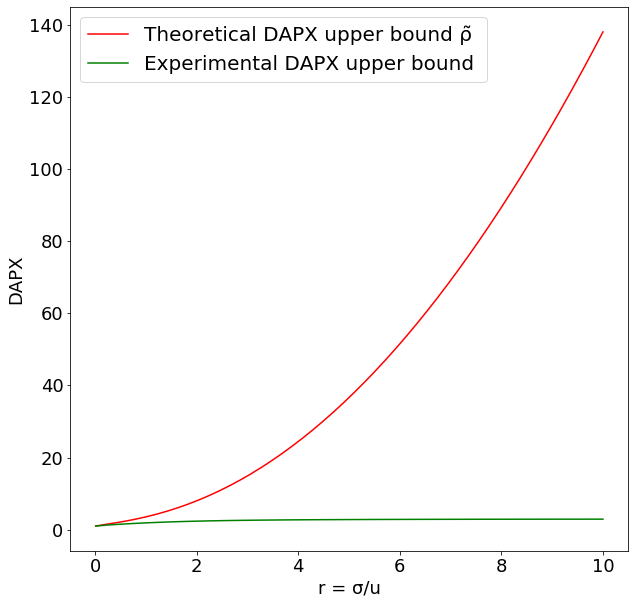 Theoretical DAPX upper bound ρ̃
Experimental DAPX upper bound
140
120
100
80
60
40
20
0
DAPX
0 2 4 6 8 10
r = σ/u